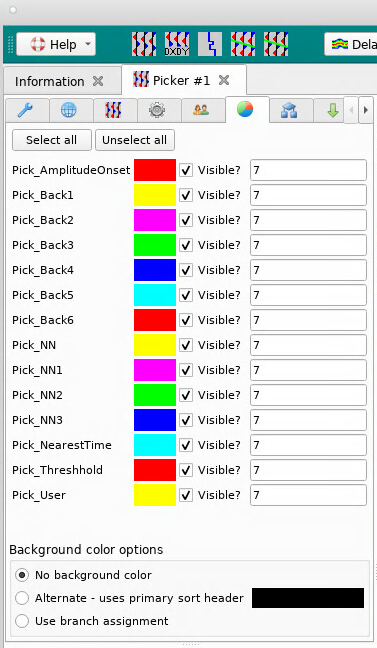 Help
DXDY
Dela
Information
Picker #1
Select all Unselect all
Pick_AmplitudeOnset Visible? 7
Pick_Back1 Visible? 7
Pick_Back2 Visible? 7
Pick_Back3 Visible? 7
Pick_Back4 Visible? 7
Pick_Back5 Visible? 7
Pick_Back6 Visible? 7
Pick_NN Visible? 7
Pick_NN1 Visible? 7
Pick_NN2 Visible? 7
Pick_NN3 Visible? 7
Pick_NearestTime Visible? 7
Pick_Threshhold Visible? 7
Pick_User Visible? 7
Background color options
No background color
Alternate - uses primary sort header
Use branch assignment